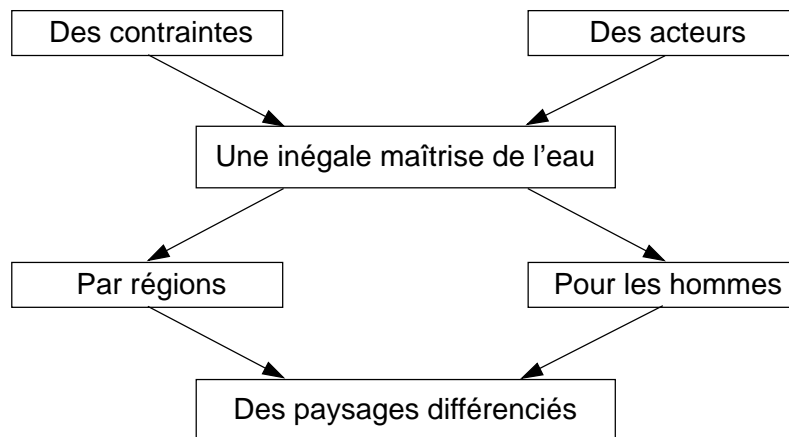 Des contraintes
Des acteurs
Une inégale maîtrise de l’eau
Par régions
Pour les hommes
Des paysages différenciés